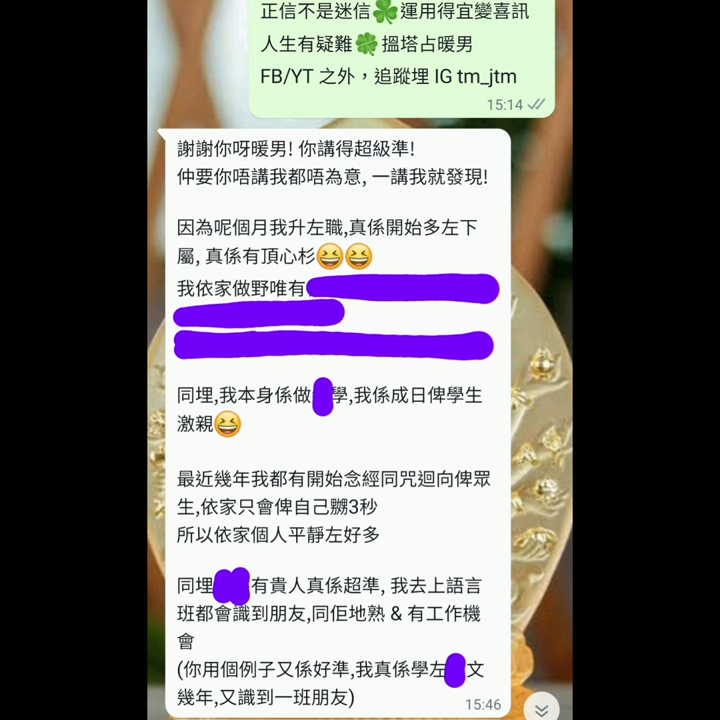 正信不是迷信🍀運用得宜變喜訊
人生有疑難🍀搵塔占暖男
FB/YT 之外，追蹤埋 IG tm_jtm
15:14
謝謝你呀暖男! 你講得超級準!
仲要你唔講我都唔為意, 一講我就發現!
因為呢個月我升左職,真係開始多左下
屬, 真係有頂心杉😆😆
我依家做野唯有
同埋,我本身係做 學,我係成日俾學生
激親😆
最近幾年我都有開始念經同咒迴向俾眾
生,依家只會俾自己嬲3秒
所以依家個人平靜左好多
同埋 有貴人真係超準, 我去上語言
班都會識到朋友,同佢地熟 & 有工作機
會
(你用個例子又係好準,我真係學左 文
幾年,又識到一班朋友)
15:46